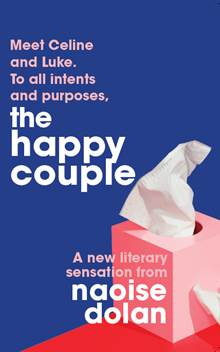 Meet Celine
and Luke.
To all intents
and purposes,
the
happy
couple
A new literary
sensation from
naoise
dolan